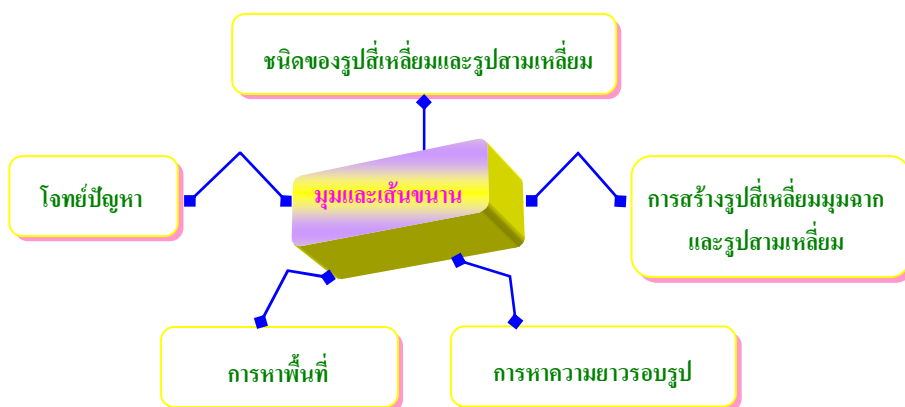 ชนิดของรูปสี่เหลี่ยมและรูปสามเหลี่ยม
โจทย์ปัญหา
มุมและเส้นขนาน
การสร้างรูปสี่เหลี่ยมมุมฉาก
และรูปสามเหลี่ยม
การหาพื้นที่
การหาความยาวรอบรูป